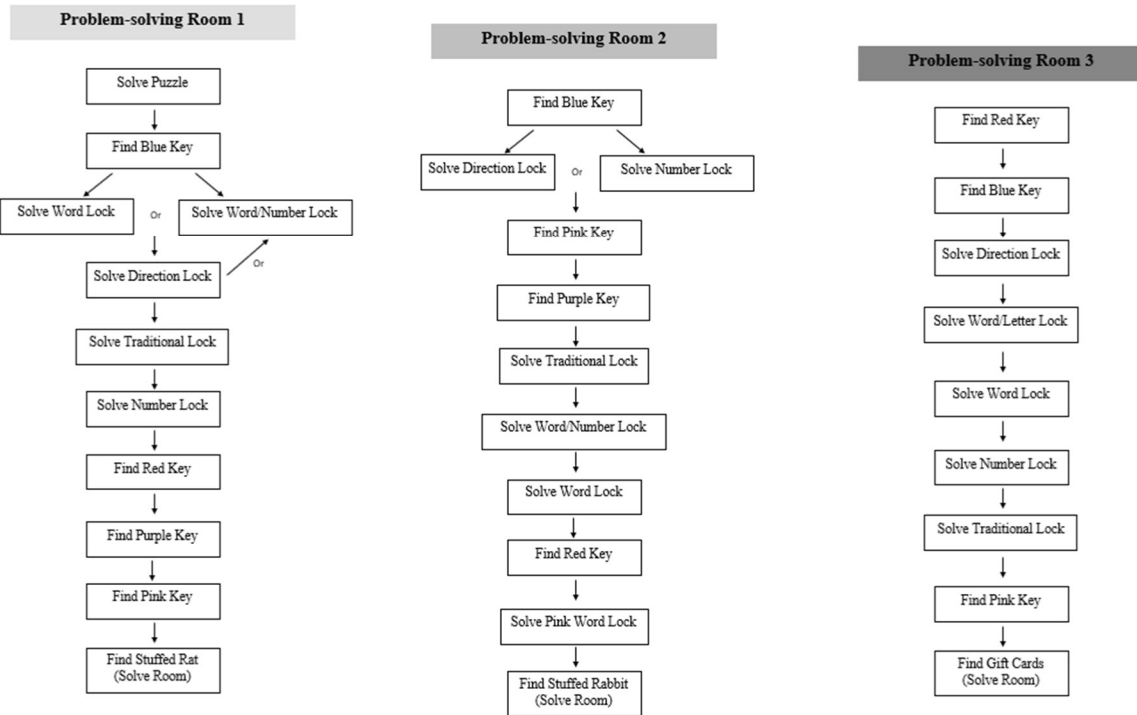 Problem-solving Room 1
Solve Puzzle
Find Blue Key
Solve Word Lock
Or
Solve Word/Number Lock
Solve Direction Lock
Or
Solve Traditional Lock
Solve Number Lock
Find Red Key
Find Purple Key
Find Pink Key
Find Stuffed Rat
(Solve Room)
Problem-solving Room 2
Find Blue Key
Solve Direction Lock
Or
Solve Number Lock
Find Pink Key
Find Purple Key
Solve Traditional Lock
Solve Word/Number Lock
Solve Word Lock
Find Red Key
Solve Pink Word Lock
Find Stuffed Rabbit
(Solve Room)
Problem-solving Room 3
Find Red Key
Find Blue Key
Solve Direction Lock
Solve Word/Letter Lock
Solve Word Lock
Solve Number Lock
Solve Traditional Lock
Find Pink Key
Find Gift Cards
(Solve Room)